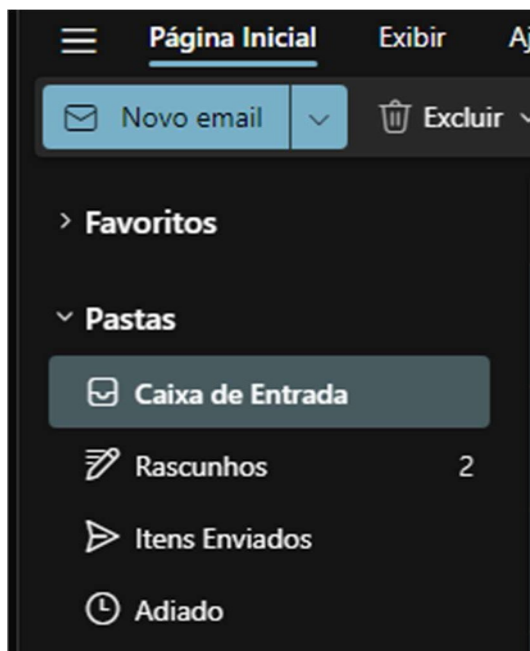 Página Inicial Exibir
Novo email Excluir
Favoritos
Pastas
Caixa de Entrada
Rascunhos 2
Itens Enviados
Adiado